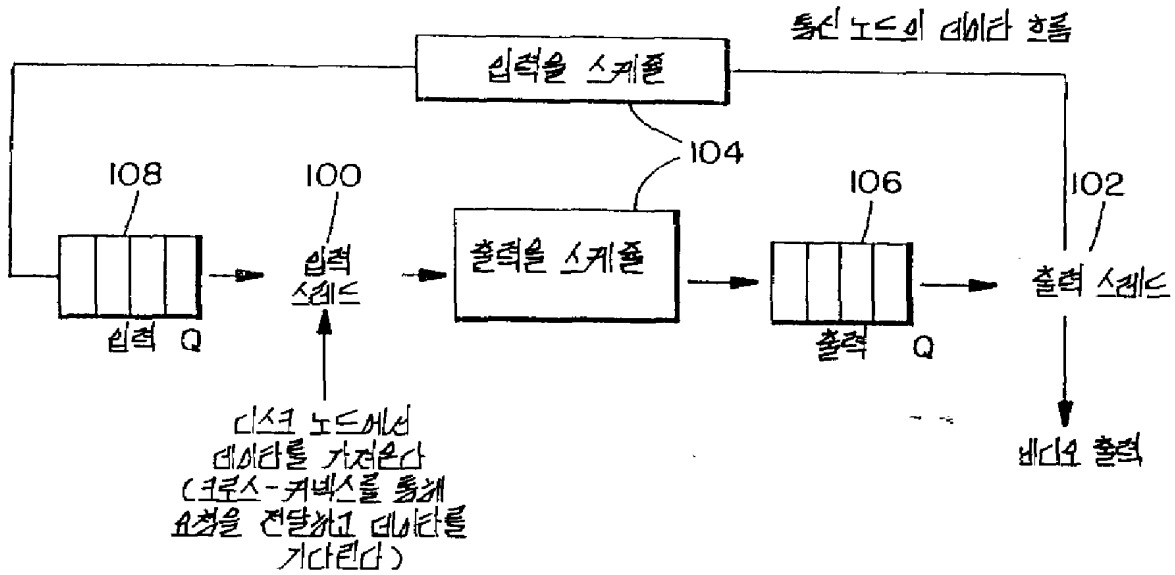 통신 노드의 데이타 흐름
입력을 스케쥴
104
108
100
106
102
입력
스레드
출력을 스케쥴
출력 스레드
입력 Q
출력 Q
디스크 노드에서
데이타를 가져온다
(크로스-커넥스를 통해
요청을 전달하고 데이타를
기다린다)
비디오 출력